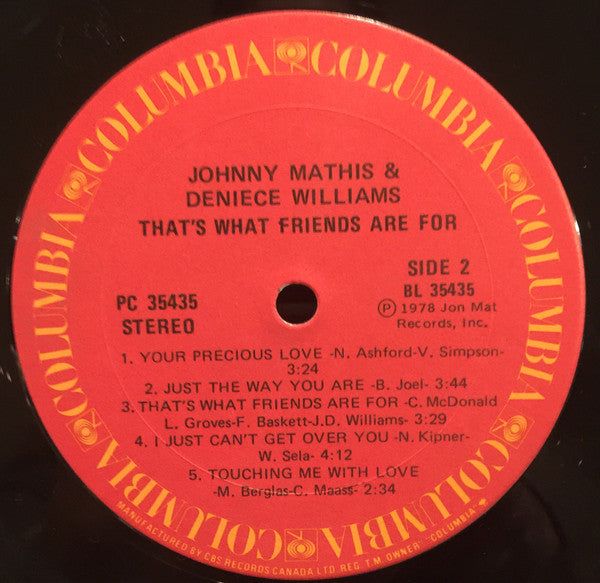 COLUMBIA COLUMBIA COLUMBIA COLUMBIA COLUMBIA COLUMBIA
JOHNNY MATHIS &
DENIECE WILLIAMS
THAT'S WHAT FRIENDS ARE FOR
SIDE 2
PC 35435
BL 35435
STEREO
Ⓟ 1978 Jon Mat
Records, Inc.
1. YOUR PRECIOUS LOVE -N. Ashford-V. Simpson-
3:24
2. JUST THE WAY YOU ARE -B. Joel- 3:44
3. THAT'S WHAT FRIENDS ARE FOR -C. McDonald
L. Groves-F. Baskett-J.D. Williams- 3:29
4. I JUST CAN'T GET OVER YOU -N. Kipner-
W. Sela- 4:12
5. TOUCHING ME WITH LOVE
-M. Berglas-C. Maass- 2:34
MANUFACTURED BY CBS RECORDS CANADA LTD. REG. T.M. OWNER: "COLUMBIA"